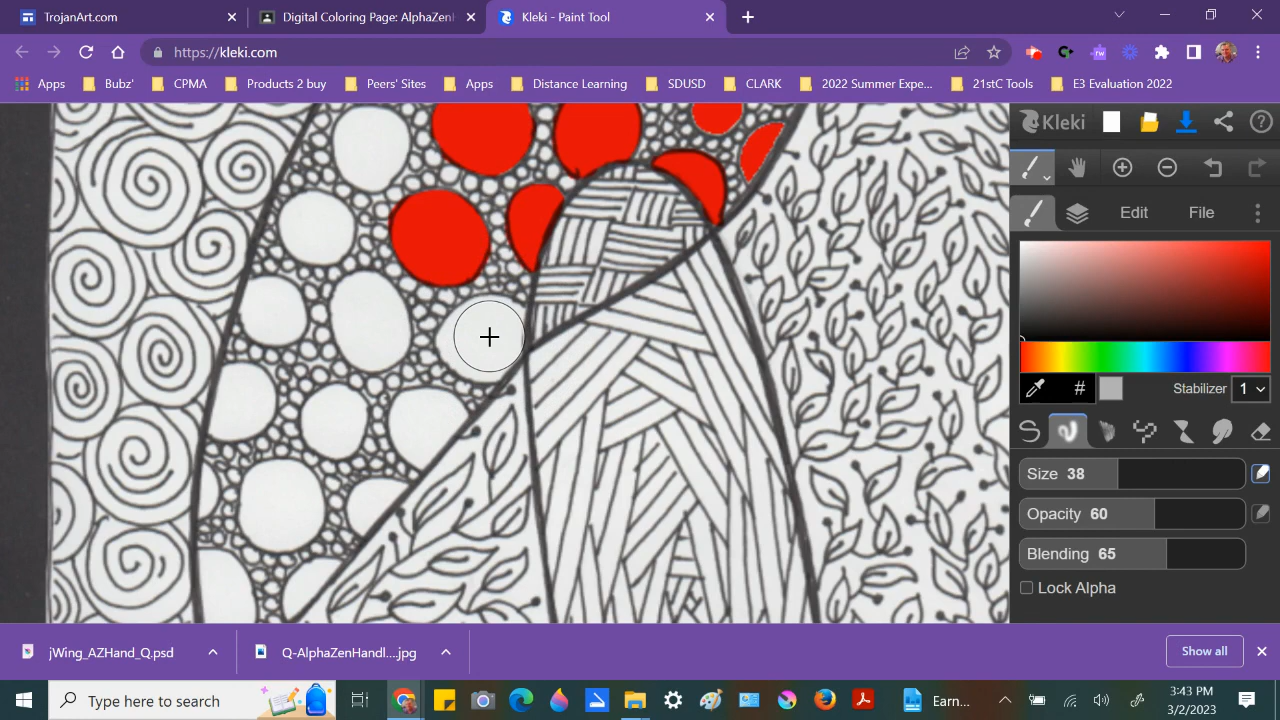 TrojanArt.com
Digital Coloring Page: AlphaZenH
Kleki - Paint Tool
https://kleki.com
Apps
Bubz'
CPMA
Products 2 buy
Peers' Sites
Apps
Distance Learning
SDUSD
CLARK
2022 Summer Expe...
21stC Tools
E3 Evaluation 2022
Kleki
Edit
File
#
Stabilizer
1
Size 38
Opacity 60
Blending 65
Lock Alpha
jWing_AZHand_Q.psd
Q-AlphaZenHandl....jpg
Show all
Type here to search
Earn...
3:43 PM
3/2/2023